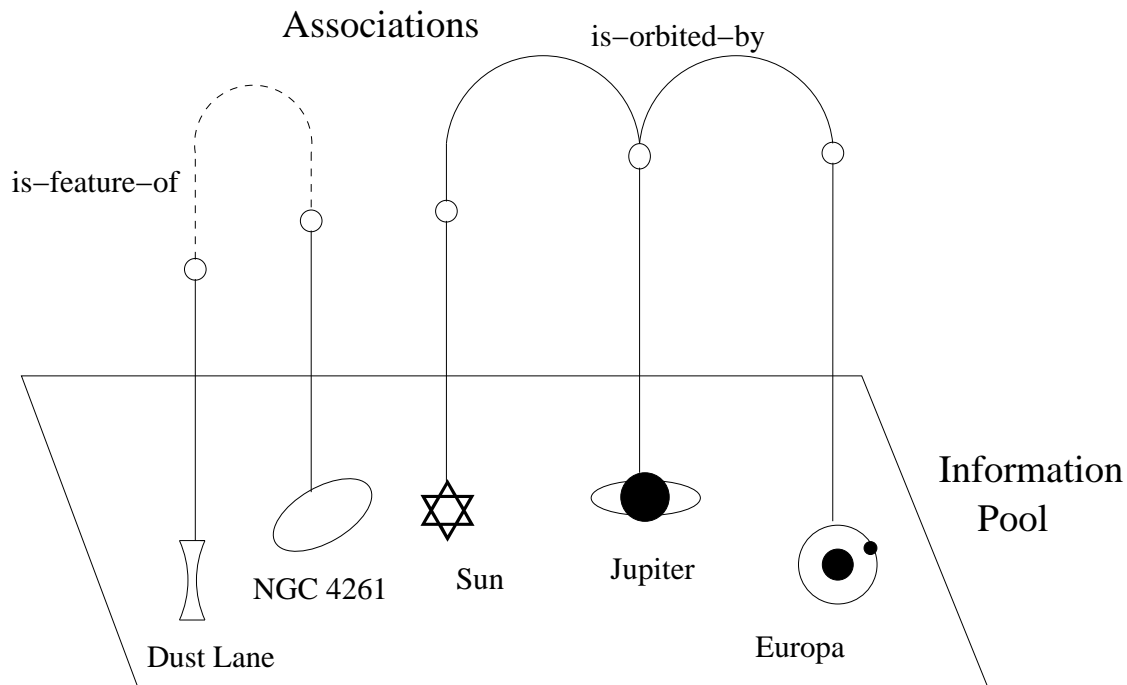 Associations
is−orbited−by
is−feature−of
Information
Pool
NGC 4261
Sun
Jupiter
Europa
Dust Lane